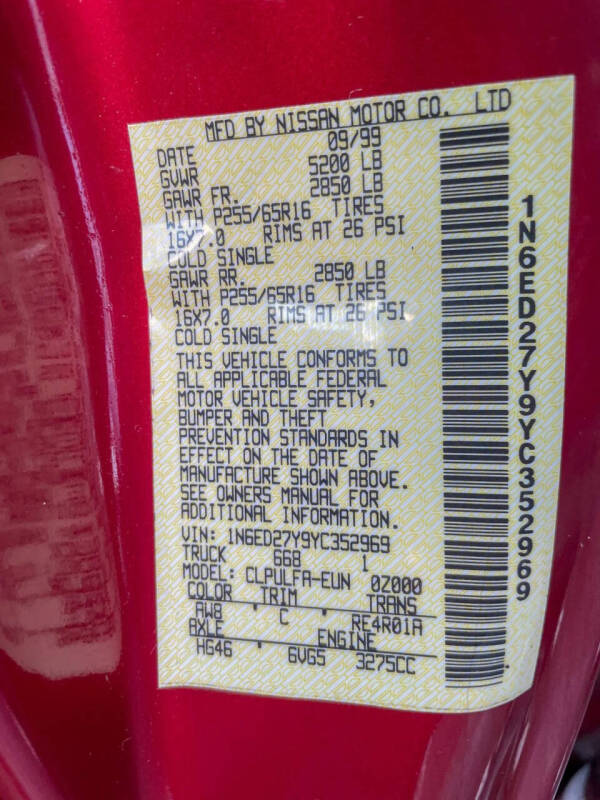 MFD BY NISSAN MOTOR CO. LTD
DATE 09/99
GVWR 5200 LB
GAWR FR. 2850 LB
WITH P255/65R16 TIRES
16X7.0 RIMS AT 26 PSI
COLD SINGLE
GAWR RR. 2850 LB
WITH P255/65R16 TIRES
16X7.0 RIMS AT 26 PSI
COLD SINGLE
THIS VEHICLE CONFORMS TO
ALL APPLICABLE FEDERAL
MOTOR VEHICLE SAFETY,
BUMPER AND THEFT
PREVENTION STANDARDS IN
EFFECT ON THE DATE OF
MANUFACTURE SHOWN ABOVE.
SEE OWNERS MANUAL FOR
ADDITIONAL INFORMATION.
VIN: 1N6ED27Y9YC352969
TRUCK 668 1
MODEL: CLPULFA-EUN 0Z000
COLOR TRIM TRANS
AW8 C RE4R01A
AXLE ENGINE
HG46 6VG5 3275CC
1N6ED27Y9YC352969